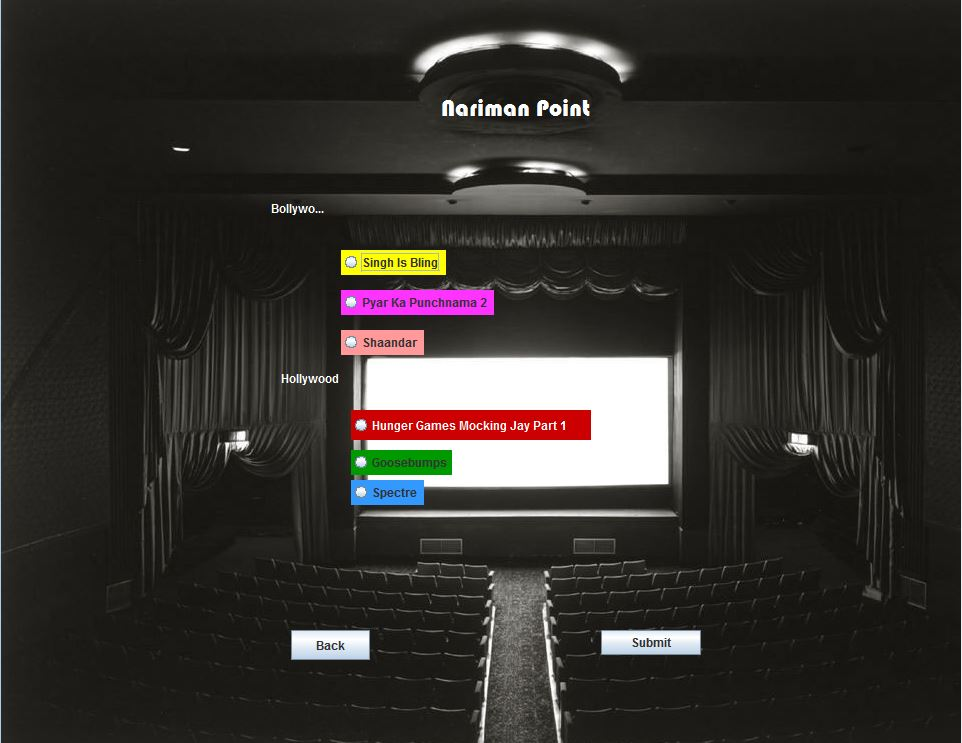 Nariman Point
Bollywo...
Singh Is Bling
Pyar Ka Punchnama 2
Shaandar
Hollywood
Hunger Games Mocking Jay Part 1
Goosebumps
Spectre
Back
Submit